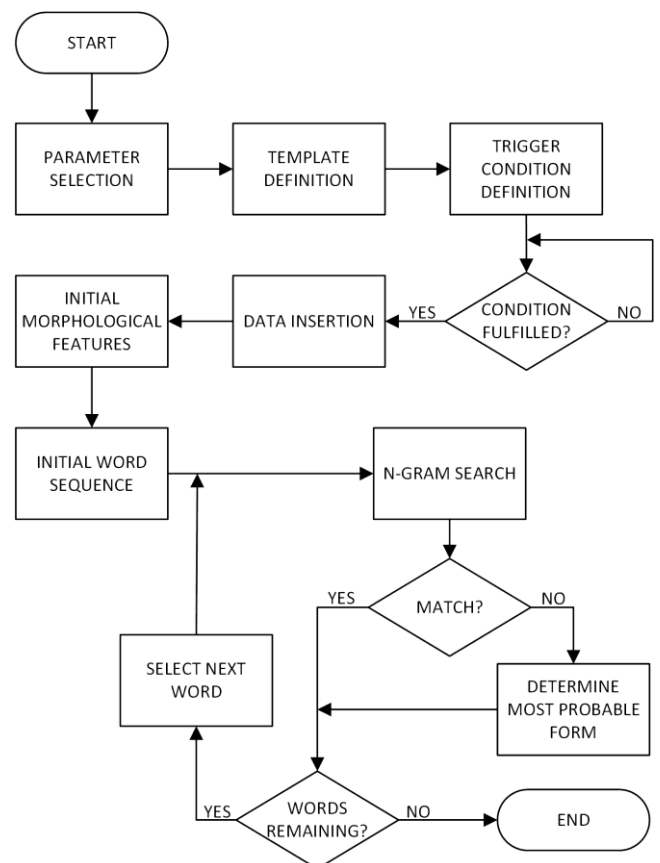 START
PARAMETER
SELECTION
TEMPLATE
DEFINITION
TRIGGER
CONDITION
DEFINITION
CONDITION
FULFILLED?
NO
YES
DATA INSERTION
INITIAL
MORPHOLOGICAL
FEATURES
INITIAL WORD
SEQUENCE
N-GRAM SEARCH
MATCH?
YES
NO
DETERMINE
MOST PROBABLE
FORM
SELECT NEXT
WORD
WORDS
REMAINING?
YES
NO
END